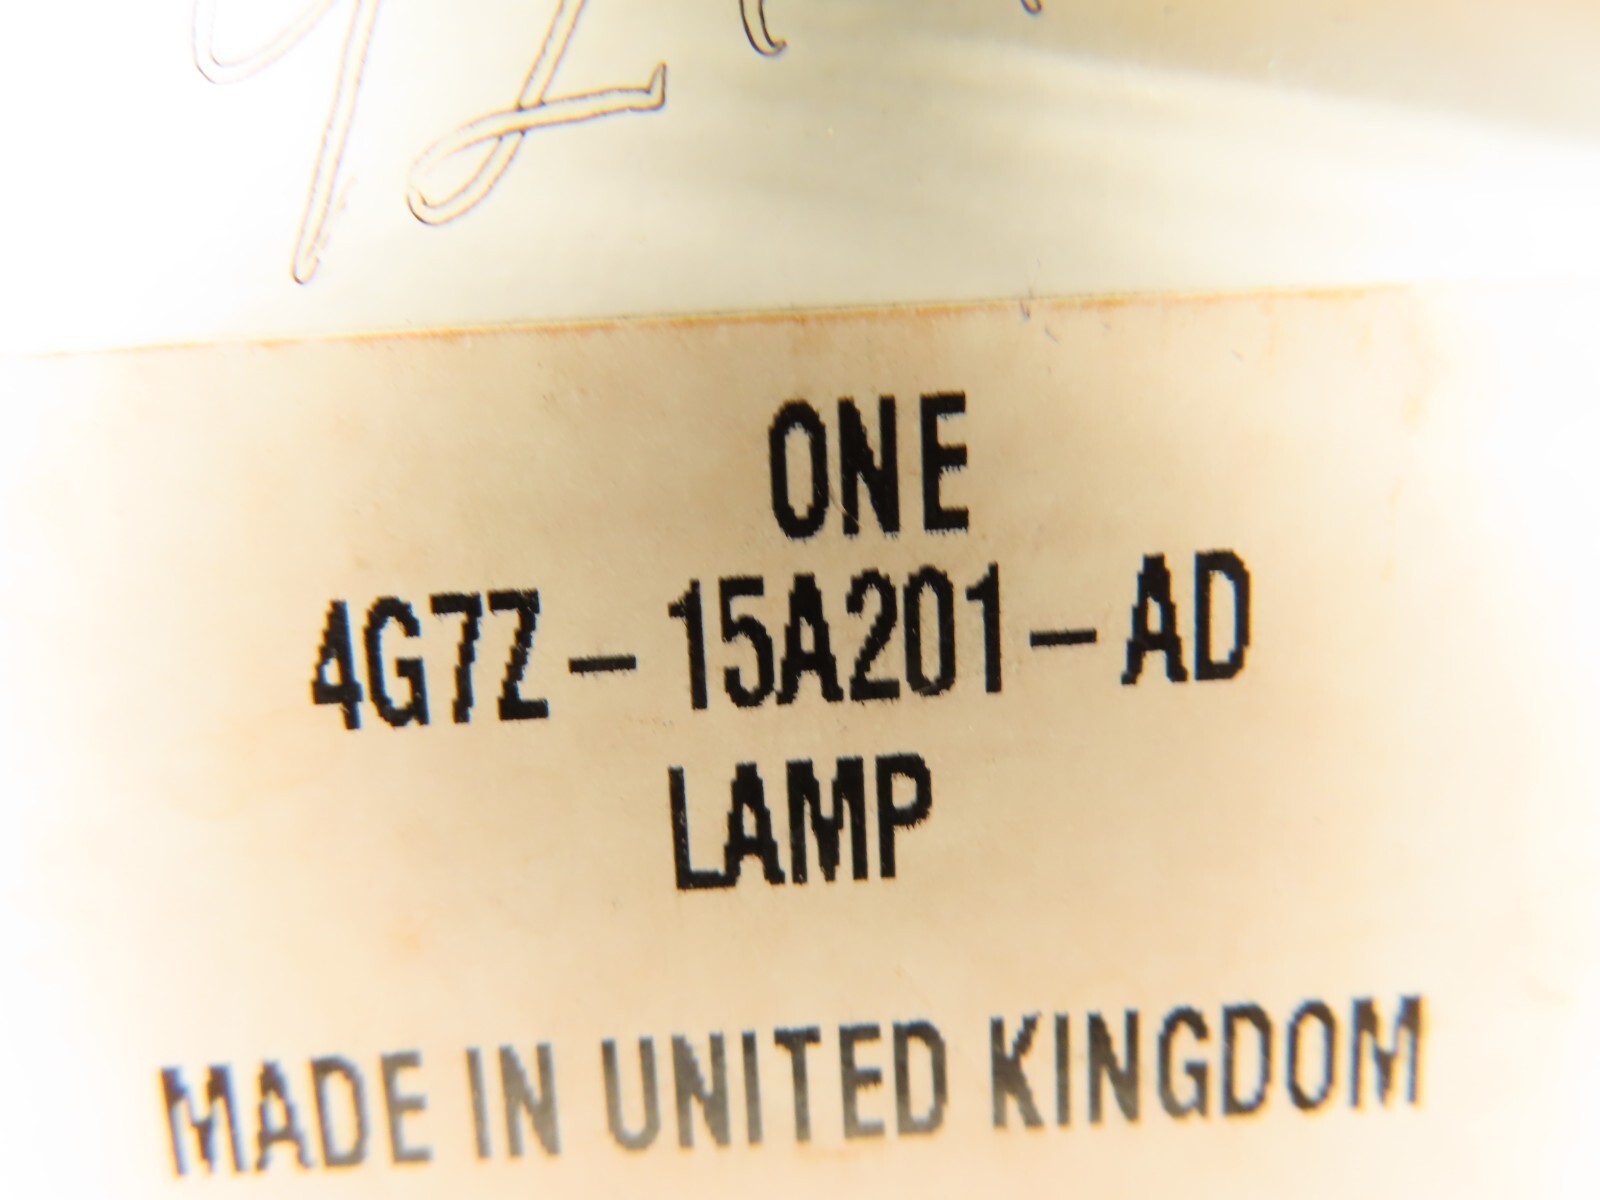 ONE
4G7Z-15A201-AD
LAMP
MADE IN UNITED KINGDOM